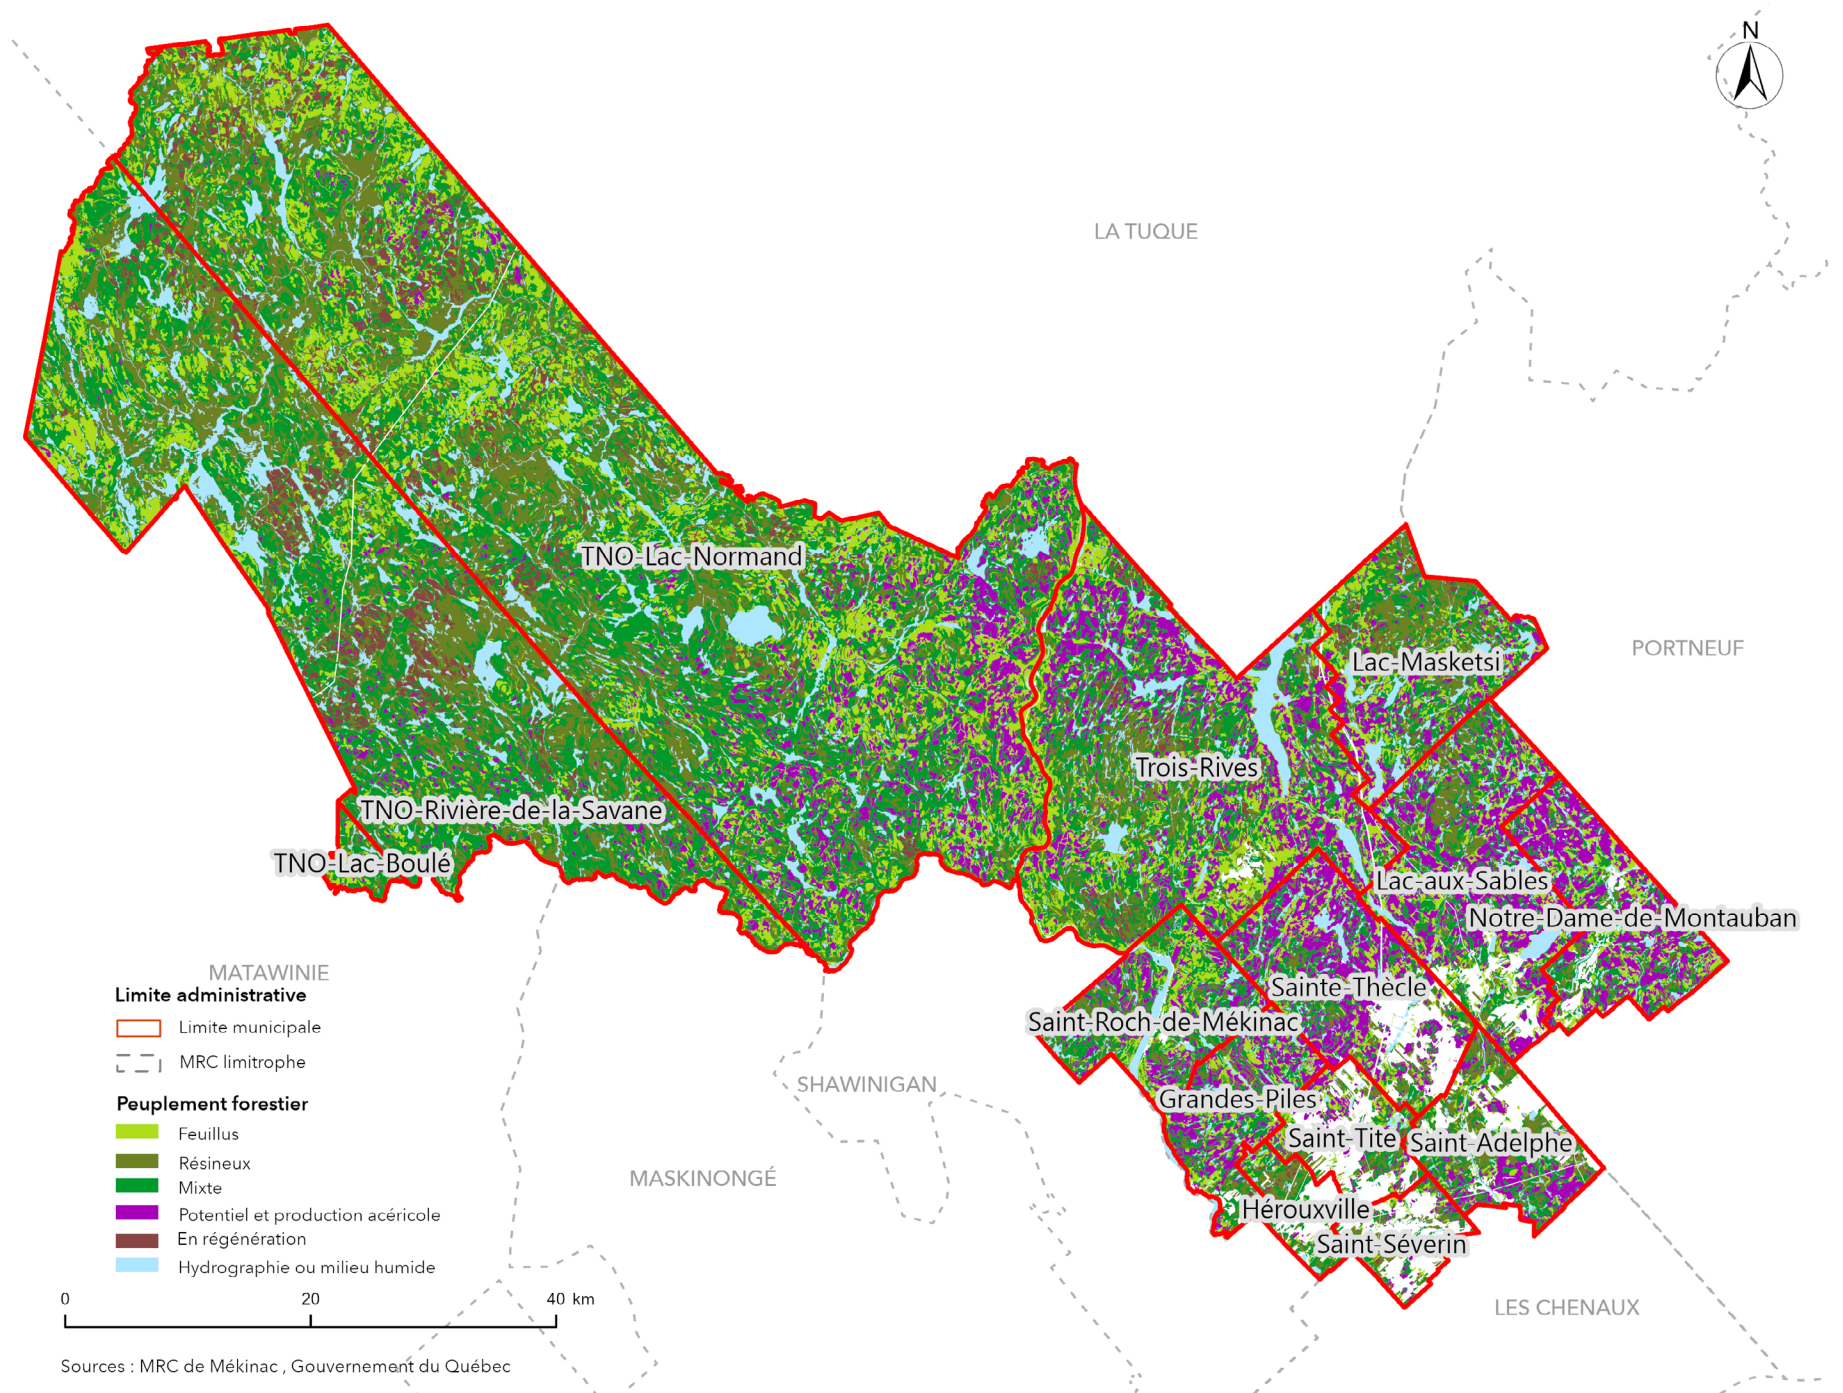 N
LA TUQUE
TNO-Lac-Normand
PORTNEUF
Lac-Masketsi
Trois-Rives
TNO-Rivière-de-la-Savane
TNO-Lac-Boulé
Lac-aux-Sables
Notre-Dame-de-Montauban
MATAWINIE
Sainte-Thècle
Saint-Roch-de-Mékinac
SHAWINIGAN
Grandes-Piles
Saint-Tite
Saint-Adelphe
MASKINONGÉ
Hérouxville
Saint-Séverin
LES CHENAUX
Limite administrative
Limite municipale
MRC limitrophe
Peuplement forestier
Feuillus
Résineux
Mixte
Potentiel et production acéricole
En régénération
Hydrographie ou milieu humide
0 20 40 km
Sources : MRC de Mékinac , Gouvernement du Québec